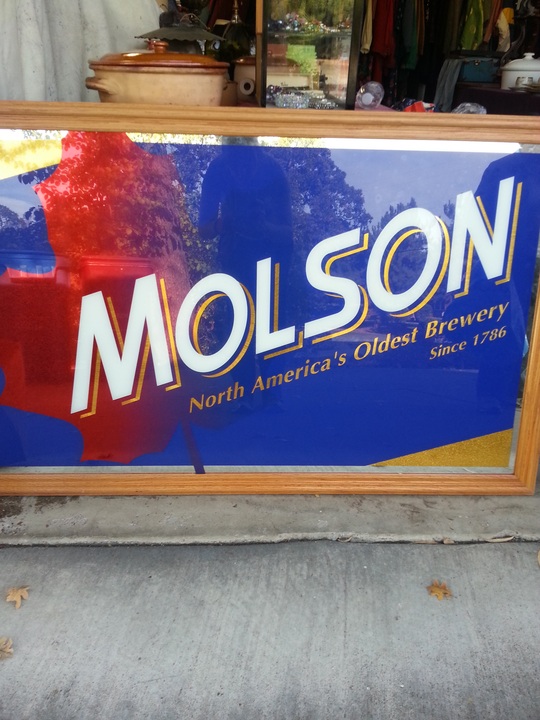 MOLSON
North America's Oldest Brewery
Since 1786